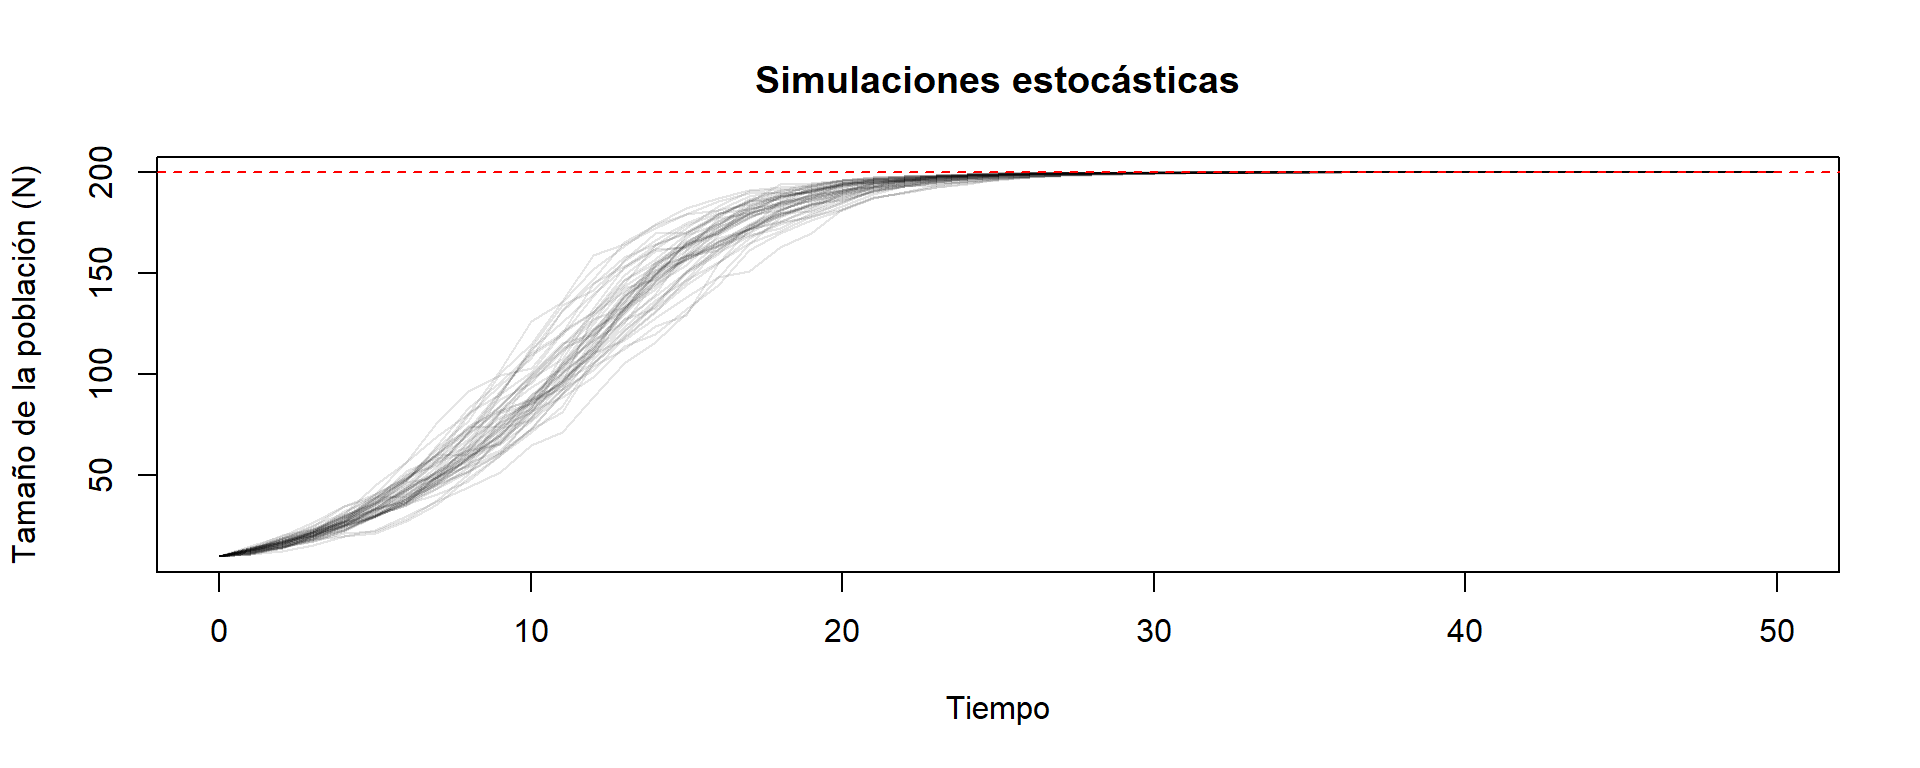 Simulaciones estocásticas
Tamaño de la población (N)
200
150
100
50
0 10 20 30 40 50
Tiempo